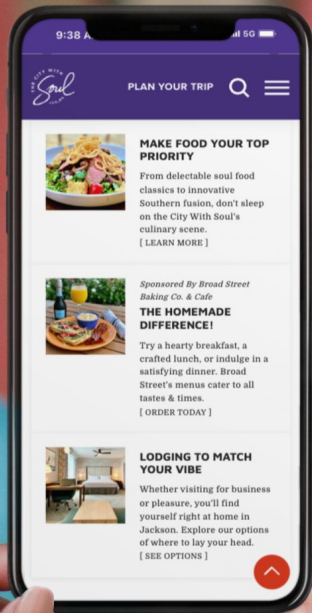 9:38
5G
THE CITY WITH
Soul
PLAN YOUR TRIP
MAKE FOOD YOUR TOP
PRIORITY
From delectable soul food
classics to innovative
Southern fusion, don't sleep
on the City With Soul's
culinary scene.
[ LEARN MORE ]
Sponsored By Broad Street
Baking Co. & Cafe
THE HOMEMADE
DIFFERENCE!
Try a hearty breakfast, a
crafted lunch, or indulge in a
satisfying dinner. Broad
Street's menus cater to all
tastes & times.
[ ORDER TODAY ]
LODGING TO MATCH
YOUR VIBE
Whether visiting for business
or pleasure, you'll find
yourself right at home in
Jackson. Explore our options
of where to lay your head.
[ SEE OPTIONS ]